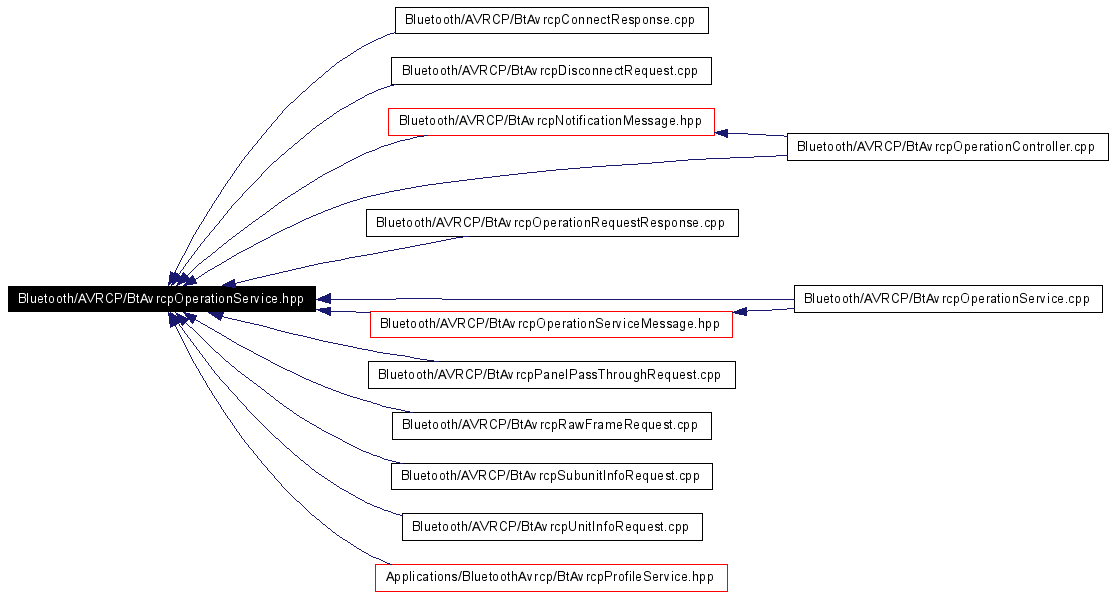 Bluetooth/AVRCP/BtAvrcpConnectResponse.cpp
Bluetooth/AVRCP/BtAvrcpDisconnectRequest.cpp
Bluetooth/AVRCP/BtAvrcpNotificationMessage.hpp
Bluetooth/AVRCP/BtAvrcpOperationController.cpp
Bluetooth/AVRCP/BtAvrcpOperationRequestResponse.cpp
Bluetooth/AVRCP/BtAvrcpOperationService.hpp
Bluetooth/AVRCP/BtAvrcpOperationService.cpp
Bluetooth/AVRCP/BtAvrcpOperationServiceMessage.hpp
Bluetooth/AVRCP/BtAvrcpPanelPassThroughRequest.cpp
Bluetooth/AVRCP/BtAvrcpRawFrameRequest.cpp
Bluetooth/AVRCP/BtAvrcpSubunitInfoRequest.cpp
Bluetooth/AVRCP/BtAvrcpUnitInfoRequest.cpp
Applications/BluetoothAvrcp/BtAvrcpProfileService.hpp